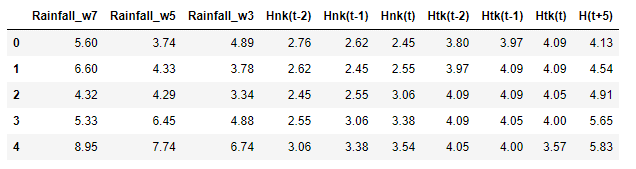 Rainfall_w7 Rainfall_w5 Rainfall_w3 Hnk(t-2) Hnk(t-1) Hnk(t) Htk(t-2) Htk(t-1) Htk(t) H(t+5)
0 5.60 3.74 4.89 2.76 2.62 2.45 3.80 3.97 4.09 4.13
1 6.60 4.33 3.78 2.62 2.45 2.55 3.97 4.09 4.09 4.54
2 4.32 4.29 3.34 2.45 2.55 3.06 4.09 4.09 4.05 4.91
3 5.33 6.45 4.88 2.55 3.06 3.38 4.09 4.05 4.00 5.65
4 8.95 7.74 6.74 3.06 3.38 3.54 4.05 4.00 3.57 5.83